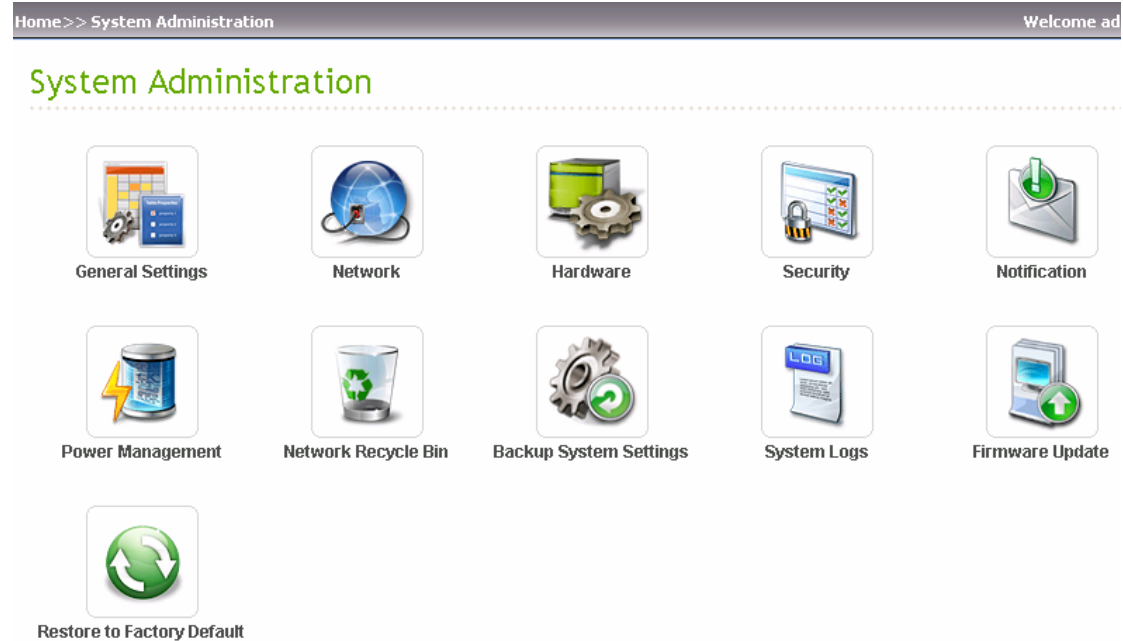 Home>> System Administration
Welcome ad
System Administration
General Settings
Network
Hardware
Security
Notification
Power Management
Network Recycle Bin
Backup System Settings
LOG
System Logs
Firmware Update
Restore to Factory Default